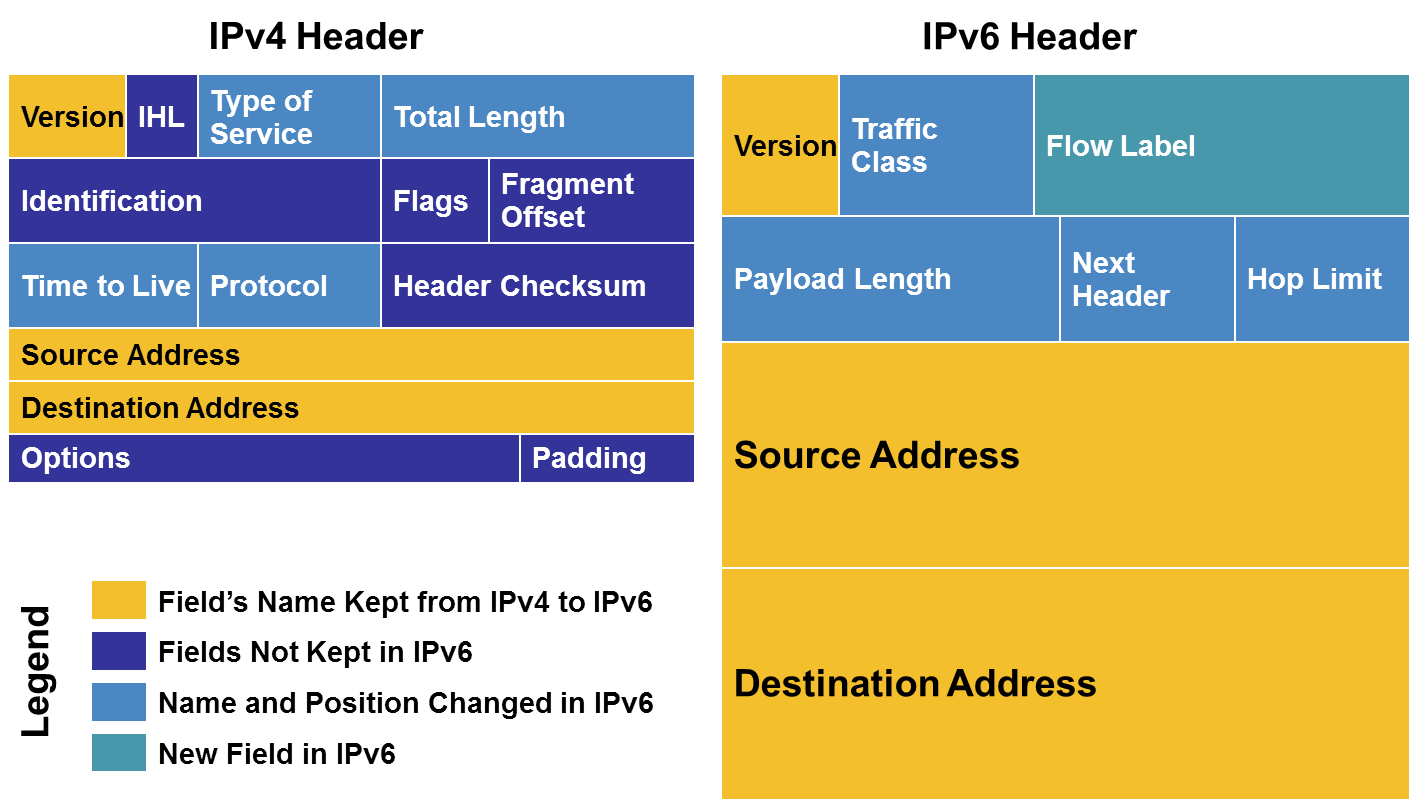 IPv4 Header
Version
IHL
Type of
Service
Total Length
Identification
Flags
Fragment
Offset
Time to Live
Protocol
Header Checksum
Source Address
Destination Address
Options
Padding
IPv6 Header
Version
Traffic
Class
Flow Label
Payload Length
Next
Header
Hop Limit
Source Address
Destination Address
Legend
Field's Name Kept from IPv4 to IPv6
Fields Not Kept in IPv6
Name and Position Changed in IPv6
New Field in IPv6